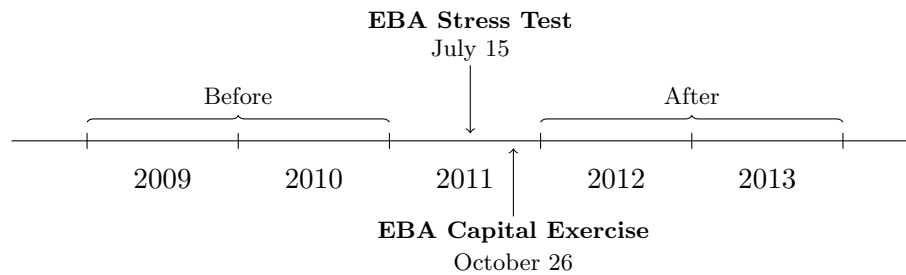 EBA Stress Test
July 15
Before
After
2009 2010 2011 2012 2013
EBA Capital Exercise
October 26